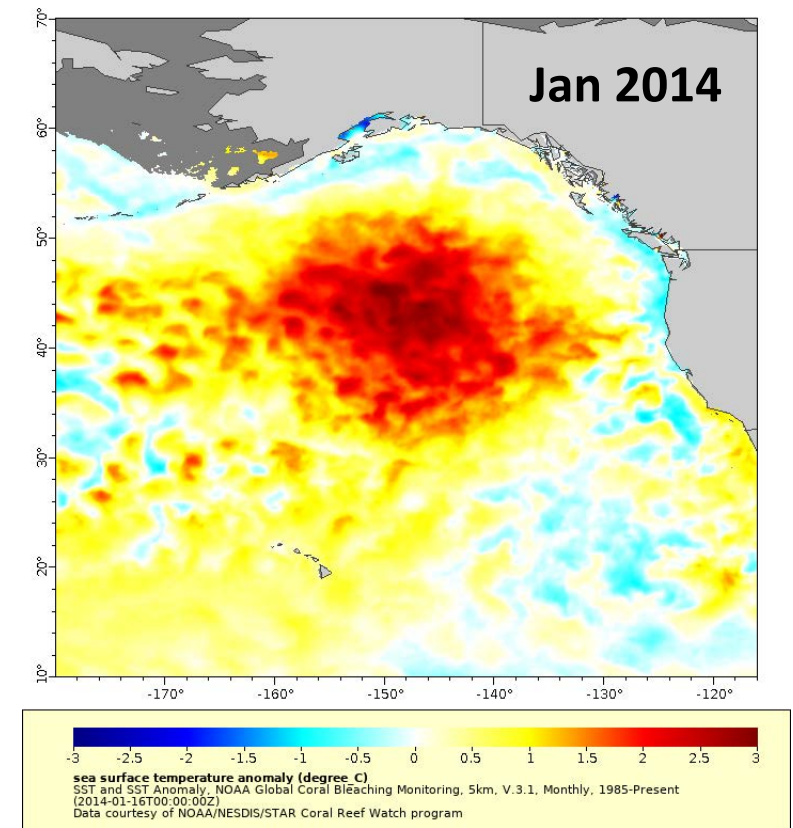 Jan 2014
70°
60°
50°
40°
30°
20°
10°
-170° -160° -150° -140° -130° -120°
-3 -2.5 -2 -1.5 -1 -0.5 0 0.5 1 1.5 2 2.5 3
sea surface temperature anomaly (degree_C)
SST and SST Anomaly, NOAA Global Coral Bleaching Monitoring, 5km, V.3.1, Monthly, 1985-Present
(2014-01-16T00:00:00Z)
Data courtesy of NOAA/NESDIS/STAR Coral Reef Watch program